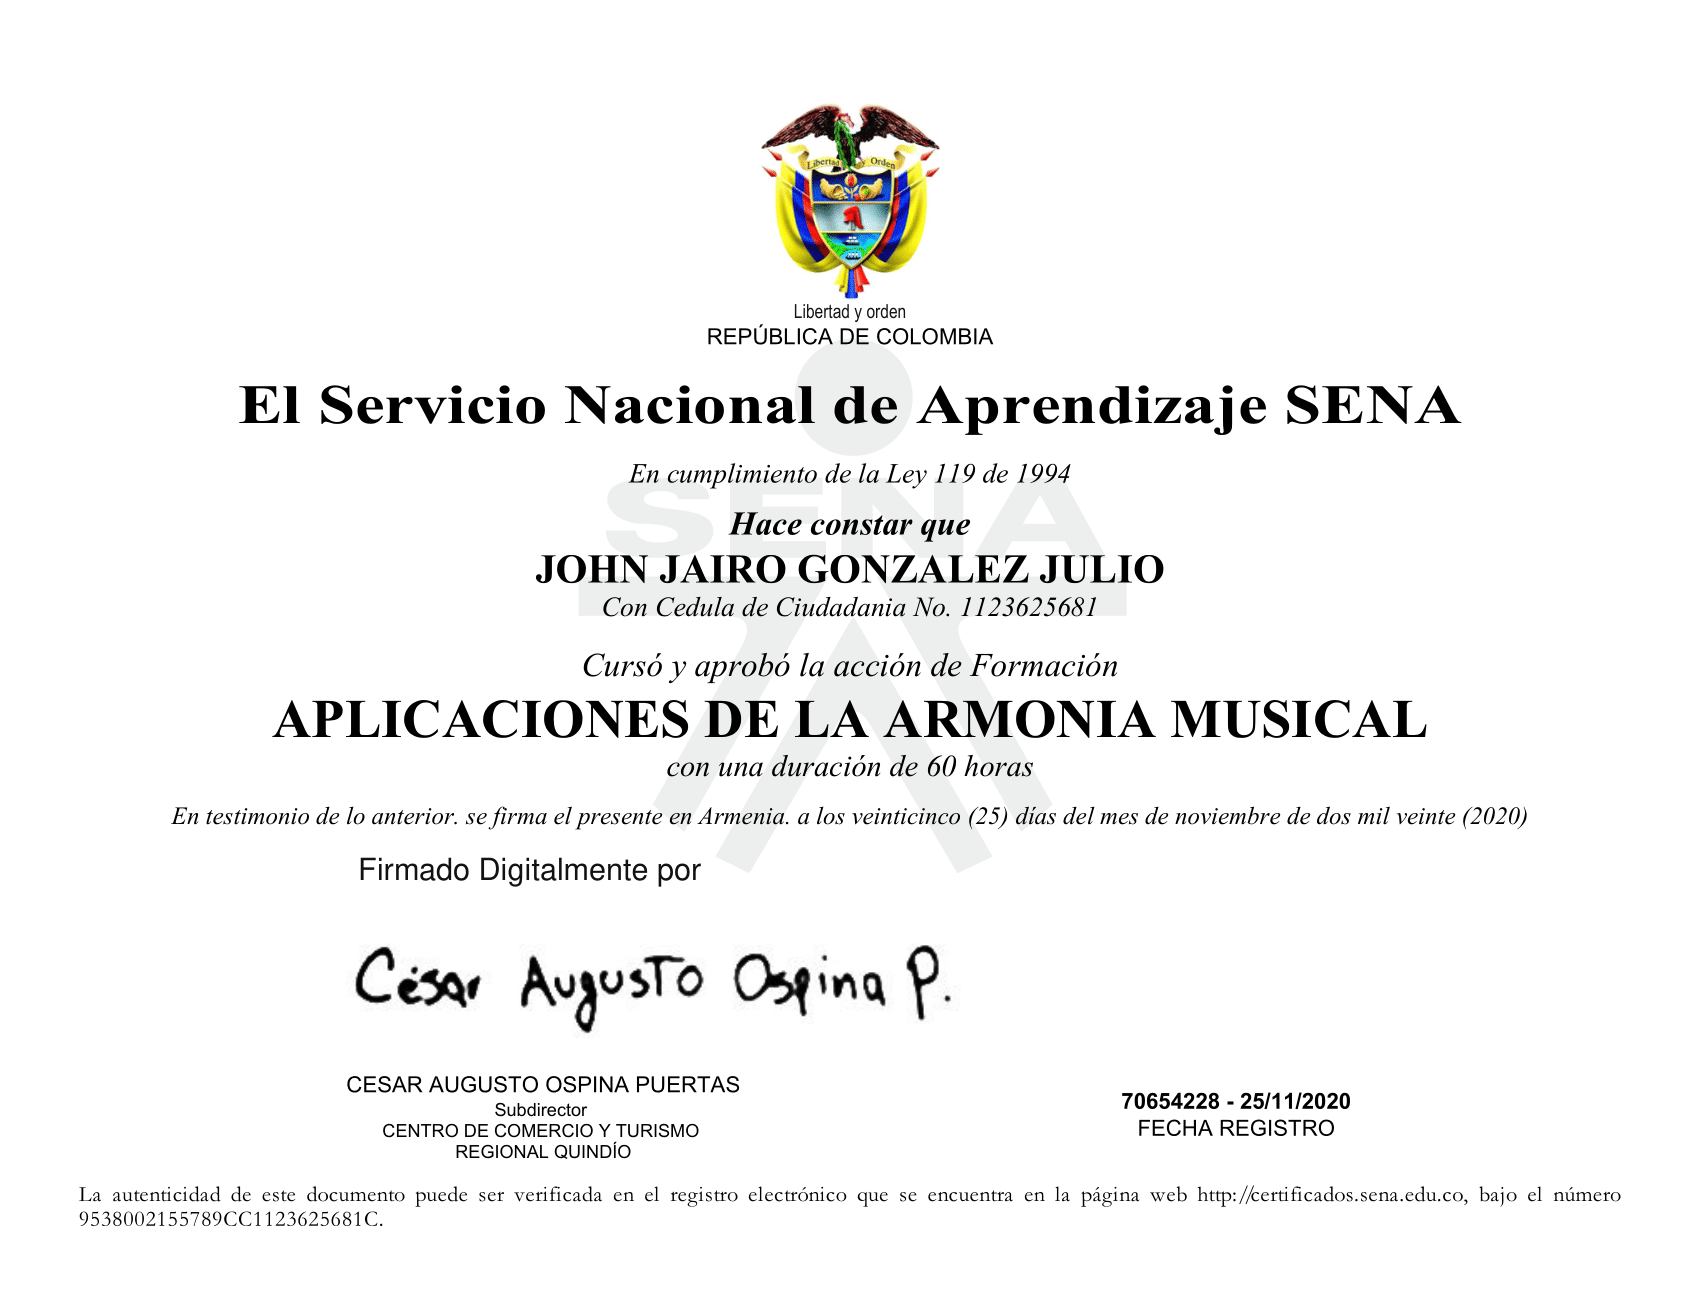 Libertad y Orden
Libertad y orden
REPÚBLICA DE COLOMBIA
El Servicio Nacional de Aprendizaje SENA
En cumplimiento de la Ley 119 de 1994
SENA
Hace constar que
JOHN JAIRO GONZALEZ JULIO
Con Cedula de Ciudadania No. 1123625681
Cursó y aprobó la acción de Formación
APLICACIONES DE LA ARMONIA MUSICAL
con una duración de 60 horas
En testimonio de lo anterior. se firma el presente en Armenia. a los veinticinco (25) días del mes de noviembre de dos mil veinte (2020)
Firmado Digitalmente por
César Augusto Ospina P.
CESAR AUGUSTO OSPINA PUERTAS
Subdirector
CENTRO DE COMERCIO Y TURISMO
REGIONAL QUINDÍO
70654228 - 25/11/2020
FECHA REGISTRO
La autenticidad de este documento puede ser verificada en el registro electrónico que se encuentra en la página web http://certificados.sena.edu.co, bajo el número
9538002155789CC1123625681C.